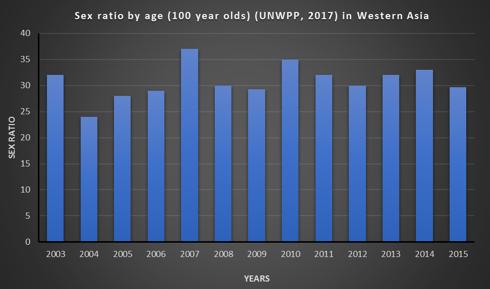 Sex ratio by age (100 year olds) (UNWPP, 2017) in Western Asia
40
35
30
25
20
15
10
5
0
SEX RATIO
2003 2004 2005 2006 2007 2008 2009 2010 2011 2012 2013 2014 2015
YEARS